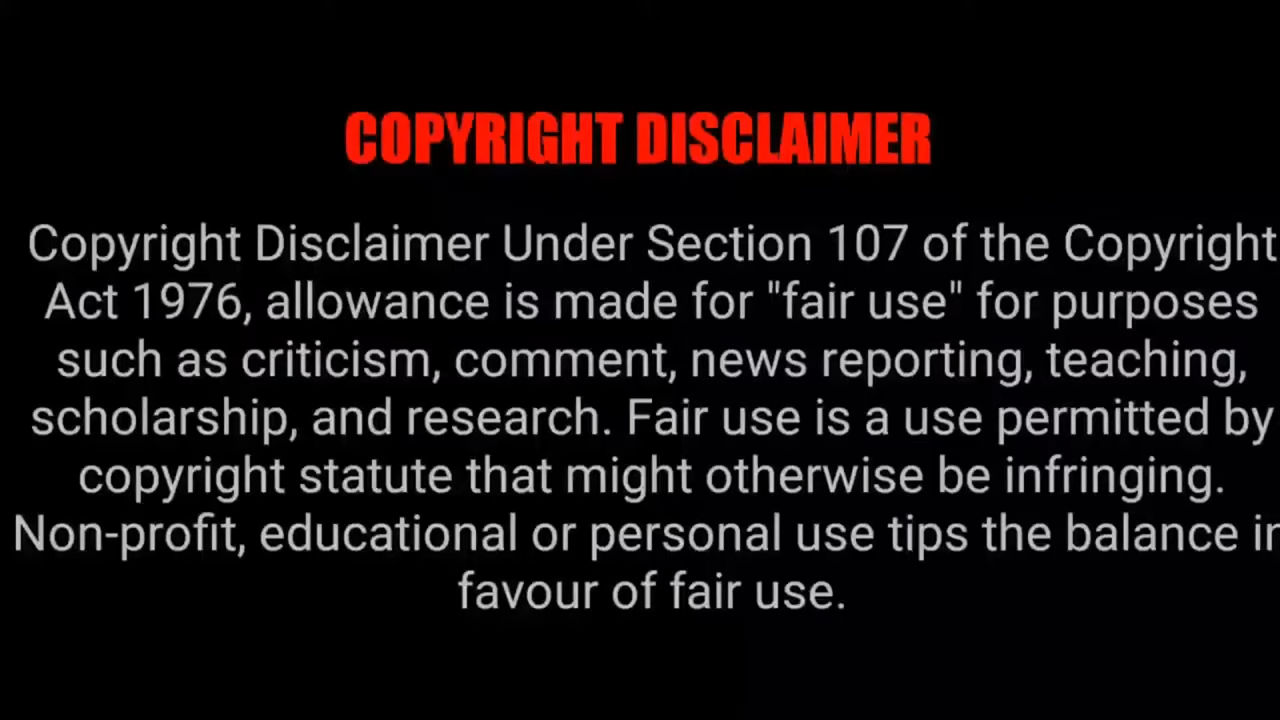 COPYRIGHT DISCLAIMER
Copyright Disclaimer Under Section 107 of the Copyright
Act 1976, allowance is made for "fair use" for purposes
such as criticism, comment, news reporting, teaching,
scholarship, and research. Fair use is a use permitted by
copyright statute that might otherwise be infringing.
Non-profit, educational or personal use tips the balance in
favour of fair use.